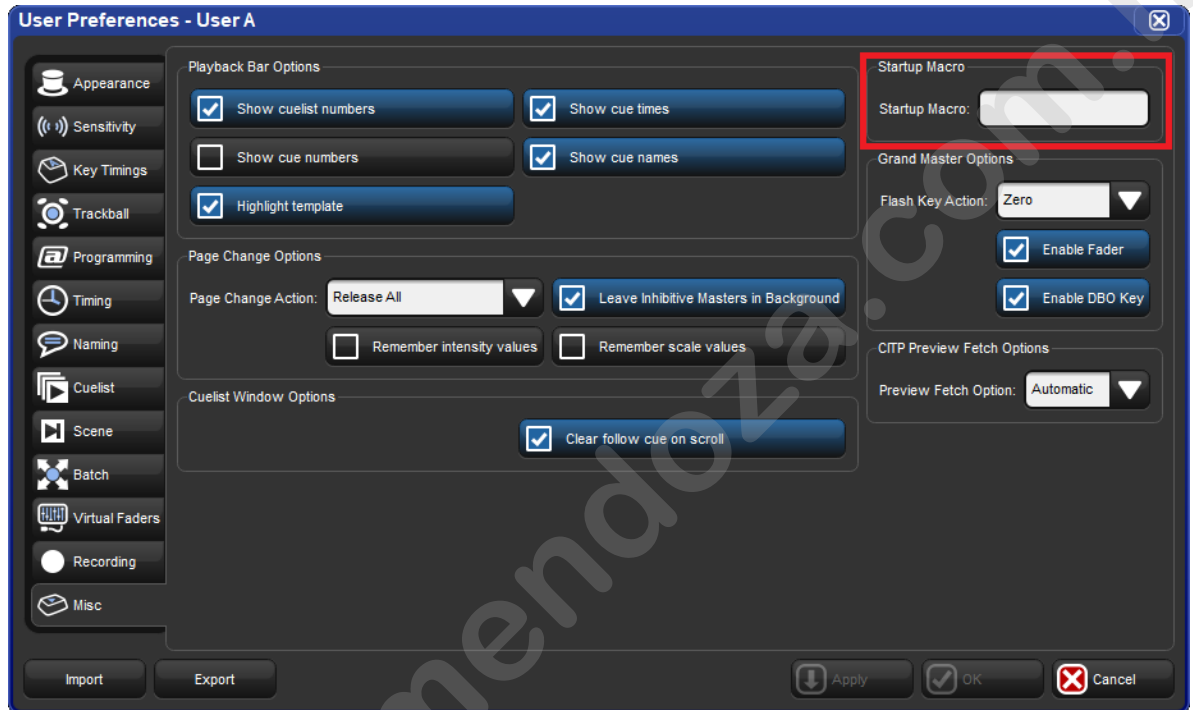 User Preferences - User A
Appearance
Sensitivity
Key Timings
Trackball
Programming
Timing
Naming
Cuelist
Scene
Batch
Virtual Faders
Recording
Misc
Playback Bar Options
Show cuelist numbers
Show cue times
Show cue numbers
Show cue names
Highlight template
Page Change Options
Page Change Action: Release All
Leave Inhibitive Masters in Background
Remember intensity values
Remember scale values
Cuelist Window Options
Clear follow cue on scroll
Startup Macro
Startup Macro:
Grand Master Options
Flash Key Action: Zero
Enable Fader
Enable DBO Key
CITP Preview Fetch Options
Preview Fetch Option: Automatic
Import
Export
Apply
OK
Cancel